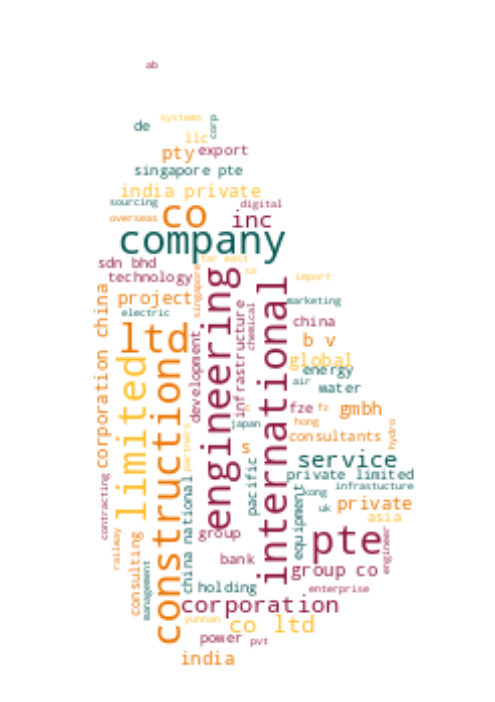 ab
systems
de
corp
llc
pty
export
singapore pte
india private
sourcing
digital
overseas
co
inc
company
sdn bhd
far east
sa
technology
singapore
import
corporation china
project
engineering
international
marketing
electric
infrastructure
chemical
china
ltd
development
b v
global
energy
limited
construction
air
water
c
fze
fz
gmbh
japan
hong
partners
consultants
hydro
s
pacific
service
private limited
contracting
china national
equipment
kong
infrastucture
uk
private
asia
railway
consulting
group
pte
engineer
management
bank
group co
holding
enterprise
corporation
yunnan
co ltd
power
pvt
india